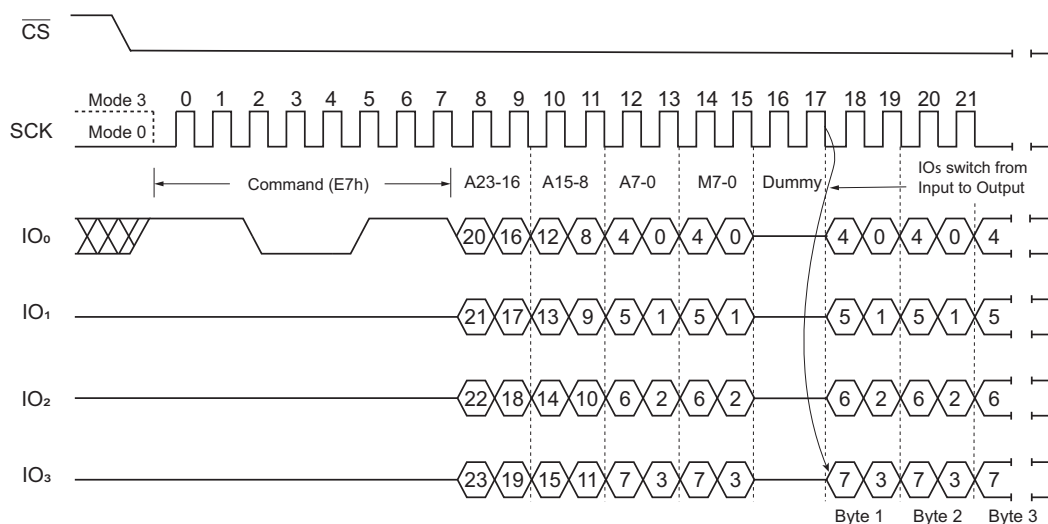 CS
Mode 3 0 1 2 3 4 5 6 7 8 9 10 11 12 13 14 15 16 17 18 19 20 21
SCK Mode 0
Command (E7h) A23-16 A15-8 A7-0 M7-0 Dummy IOs switch from
Input to Output
IO₀ 20 16 12 8 4 0 4 0 4 0 4 0 4
IO₁ 21 17 13 9 5 1 5 1 5 1 5 1 5
IO₂ 22 18 14 10 6 2 6 2 6 2 6 2 6
IO₃ 23 19 15 11 7 3 7 3 7 3 7 3 7
Byte 1 Byte 2 Byte 3